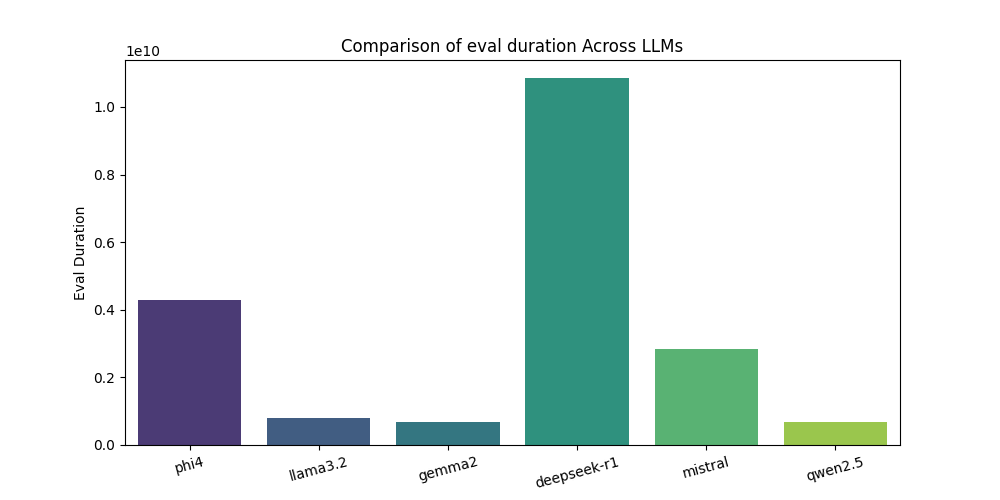 Comparison of eval duration Across LLMs
1e10
Eval Duration
1.0
0.8
0.6
0.4
0.2
0.0
phi4
llama3.2
gemma2
deepseek-r1
mistral
qwen2.5